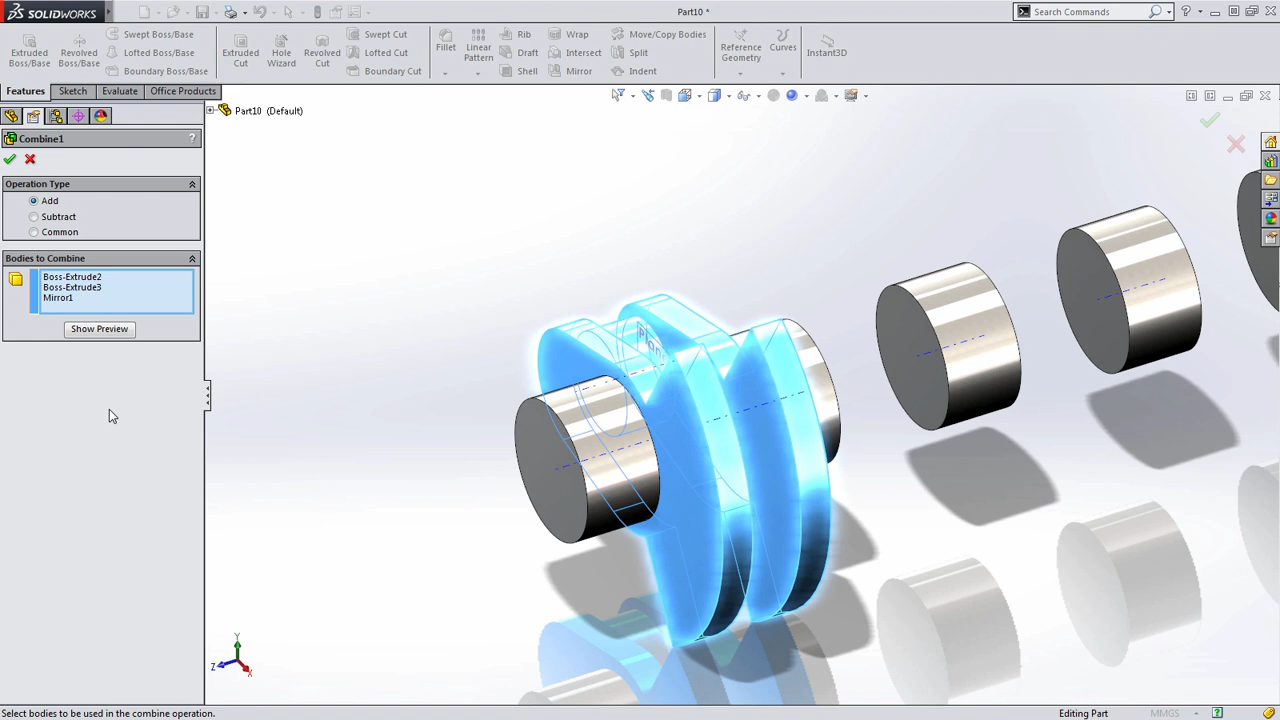 SOLIDWORKS
Part10 *
Search Commands
Extruded Boss/Base
Revolved Boss/Base
Swept Boss/Base
Lofted Boss/Base
Boundary Boss/Base
Extruded Cut
Hole Wizard
Revolved Cut
Swept Cut
Lofted Cut
Boundary Cut
Fillet
Linear Pattern
Rib
Draft
Shell
Wrap
Intersect
Mirror
Move/Copy Bodies
Split
Indent
Reference Geometry
Curves
Instant3D
Features
Sketch
Evaluate
Office Products
Part10 (Default)
Combine1
?
Operation Type
Add
Subtract
Common
Bodies to Combine
Boss-Extrude2
Boss-Extrude3
Mirror1
Show Preview
Y
Z
X
Select bodies to be used in the combine operation.
Editing Part
MMGS